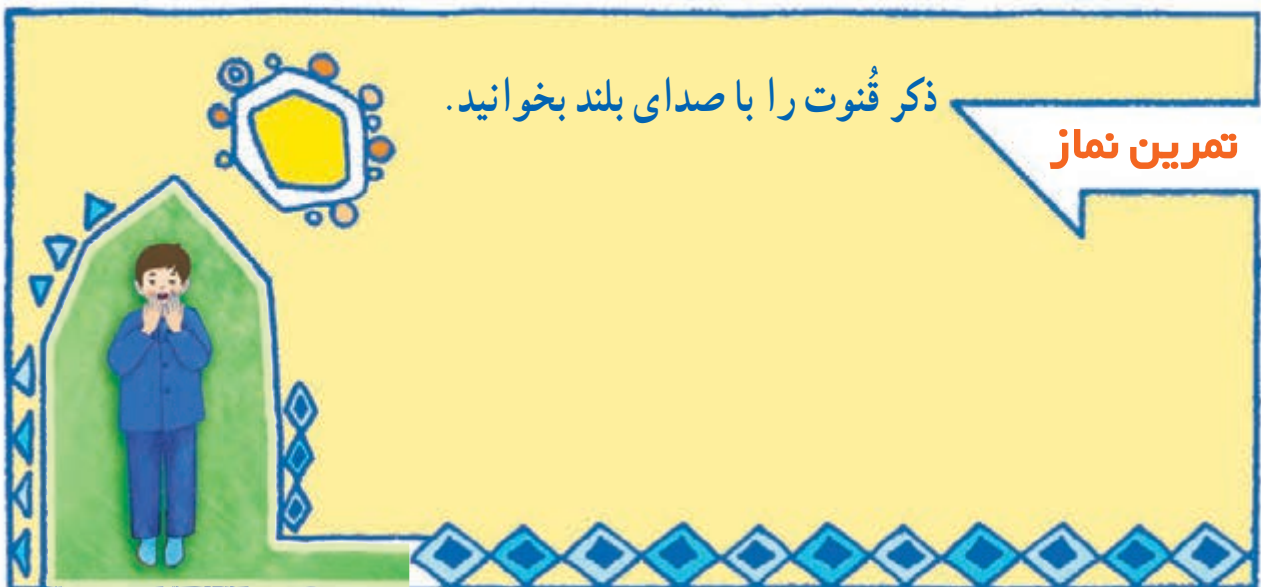 ذکر قُنوت را با صدای بلند بخوانید.
تمرین نماز